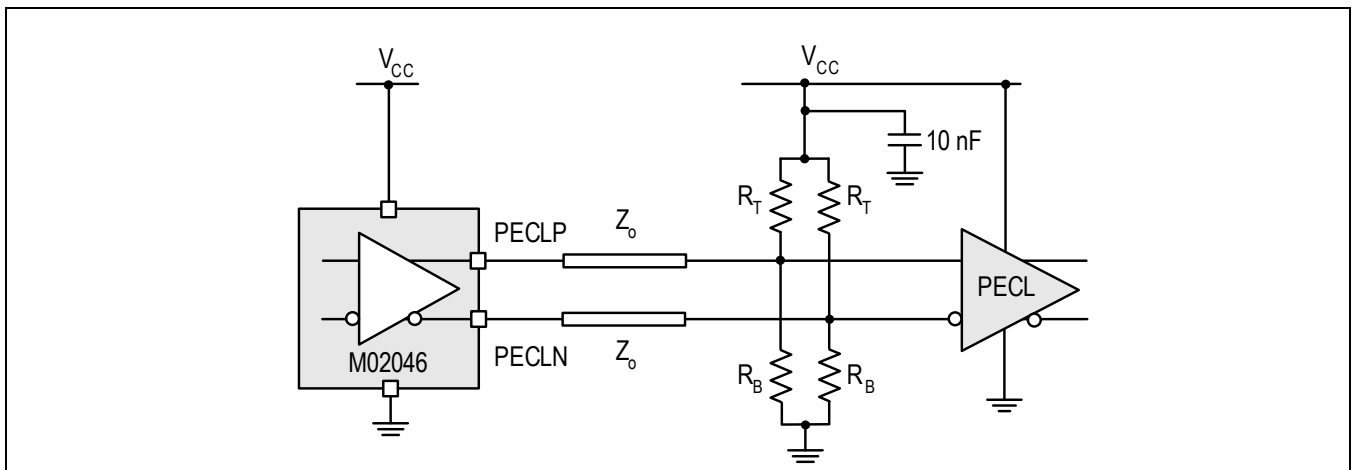 V_CC
V_CC
10 nF
R_T
R_T
PECLP
Z_o
PECL
M02046
PECLN
Z_o
R_B
R_B